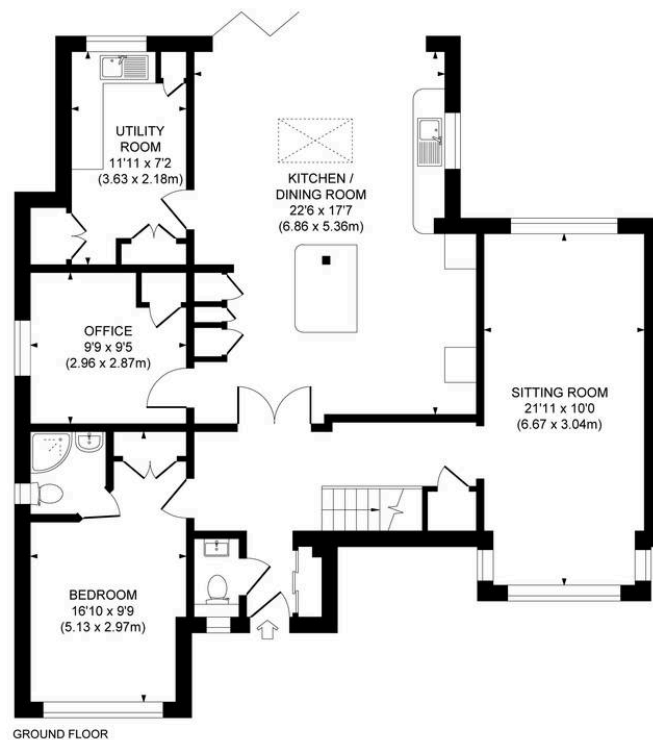 UTILITY
ROOM
11'11 x 7'2
(3.63 x 2.18m)
KITCHEN /
DINING ROOM
22'6 x 17'7
(6.86 x 5.36m)
OFFICE
9'9 x 9'5
(2.96 x 2.87m)
SITTING ROOM
21'11 x 10'0
(6.67 x 3.04m)
BEDROOM
16'10 x 9'9
(5.13 x 2.97m)
GROUND FLOOR